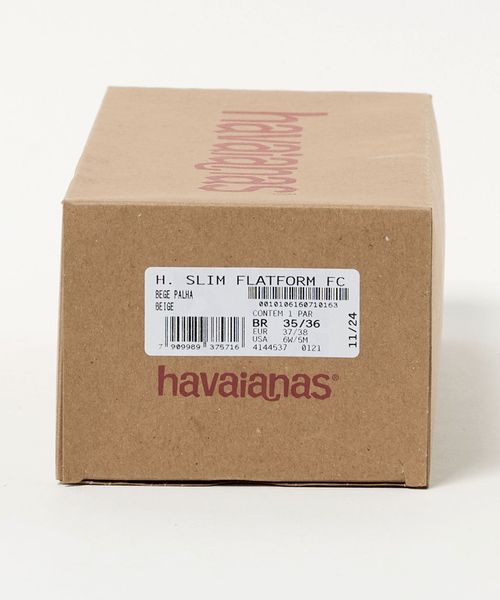 havaianas
H. SLIM FLATFORM FC
BEGE PALHA
BEIGE
0010106160710163
CONTEM 1 PAR
BR 35/36
EUR 37/38
USA 6W/5M
7 909989 375716
4144537 0121
11/24
havaianas®